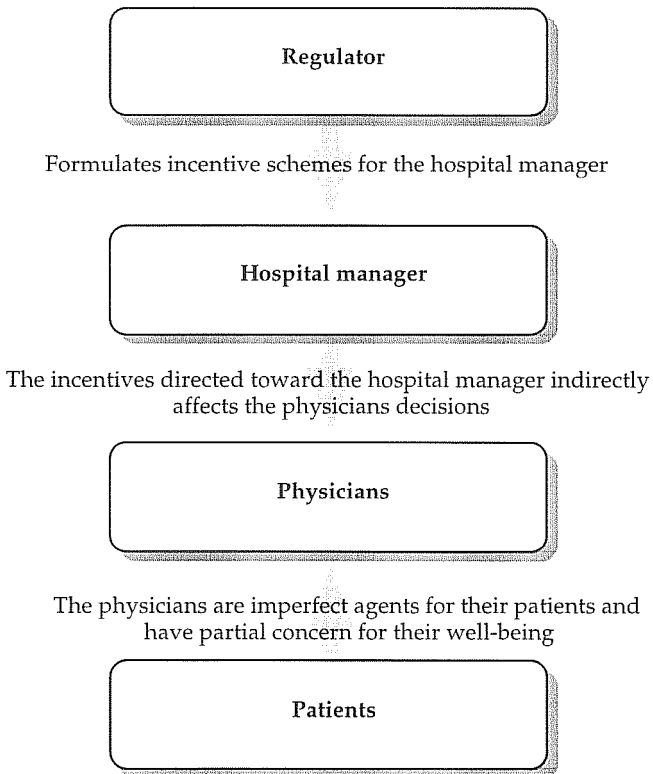 Regulator
Formulates incentive schemes for the hospital manager
Hospital manager
The incentives directed toward the hospital manager indirectly
affects the physicians decisions
Physicians
The physicians are imperfect agents for their patients and
have partial concern for their well-being
Patients